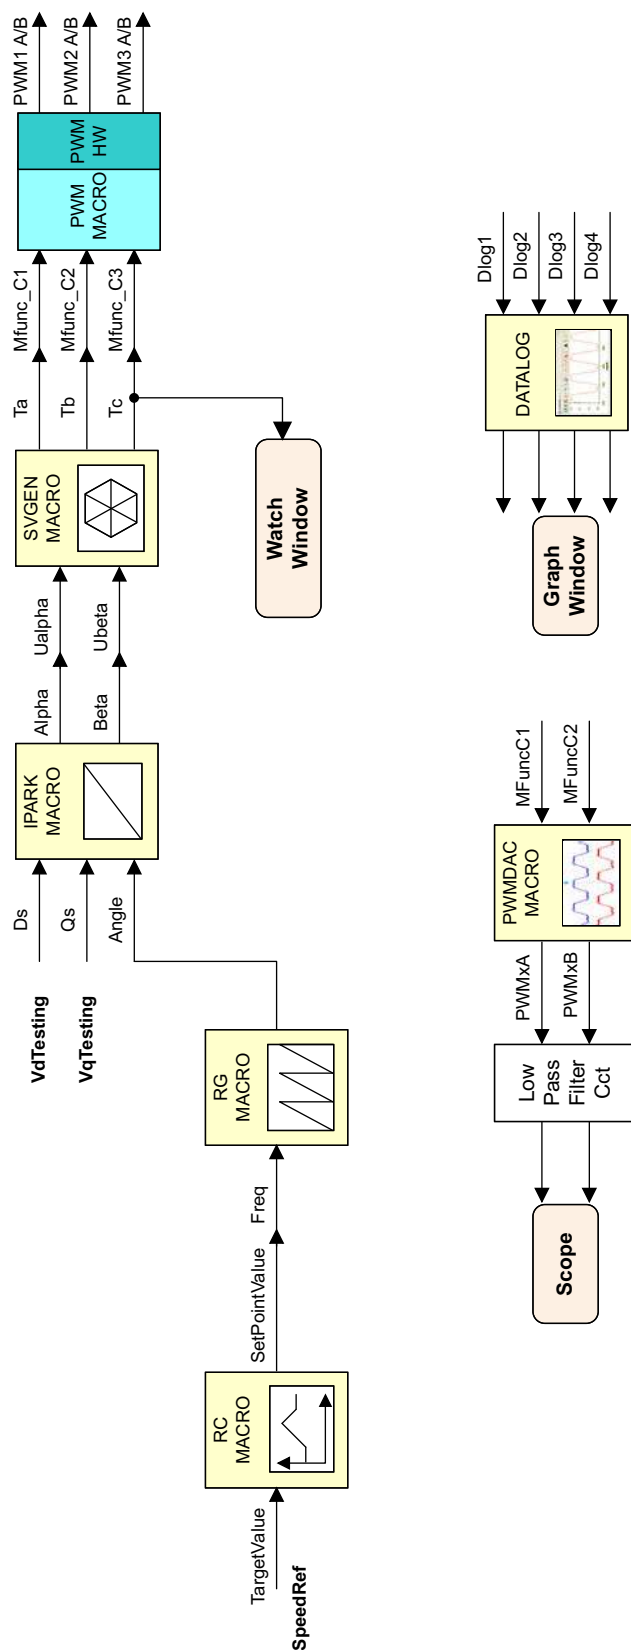 SpeedRef
TargetValue
RC
MACRO
SetPointValue
Freq
RG
MACRO
VdTesting
VqTesting
Ds
Qs
Angle
IPARK
MACRO
Alpha
Beta
Ualpha
Ubeta
SVGEN
MACRO
Ta
Tb
Tc
Mfunc_C1
Mfunc_C2
Mfunc_C3
PWM
MACRO
PWM
HW
PWM1 A/B
PWM2 A/B
PWM3 A/B
Watch
Window
Scope
Low
Pass
Filter
Cct
PWMxA
PWMxB
PWMDAC
MACRO
MFuncC1
MFuncC2
Graph
Window
DATALOG
Dlog1
Dlog2
Dlog3
Dlog4